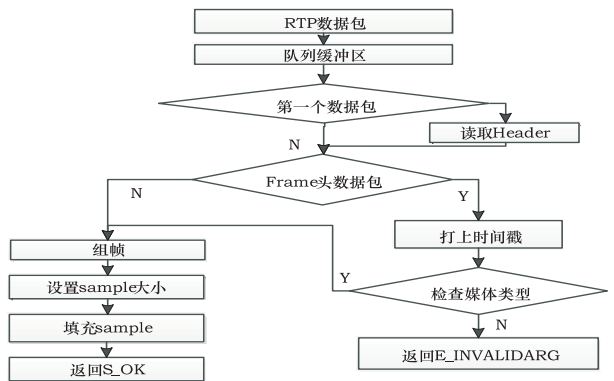 RTP数据包
队列缓冲区
第一个数据包
读取Header
N
Frame头数据包
N
Y
打上时间戳
组帧
Y
检查媒体类型
设置sample大小
N
填充sample
返回E_INVALIDARG
返回S_OK